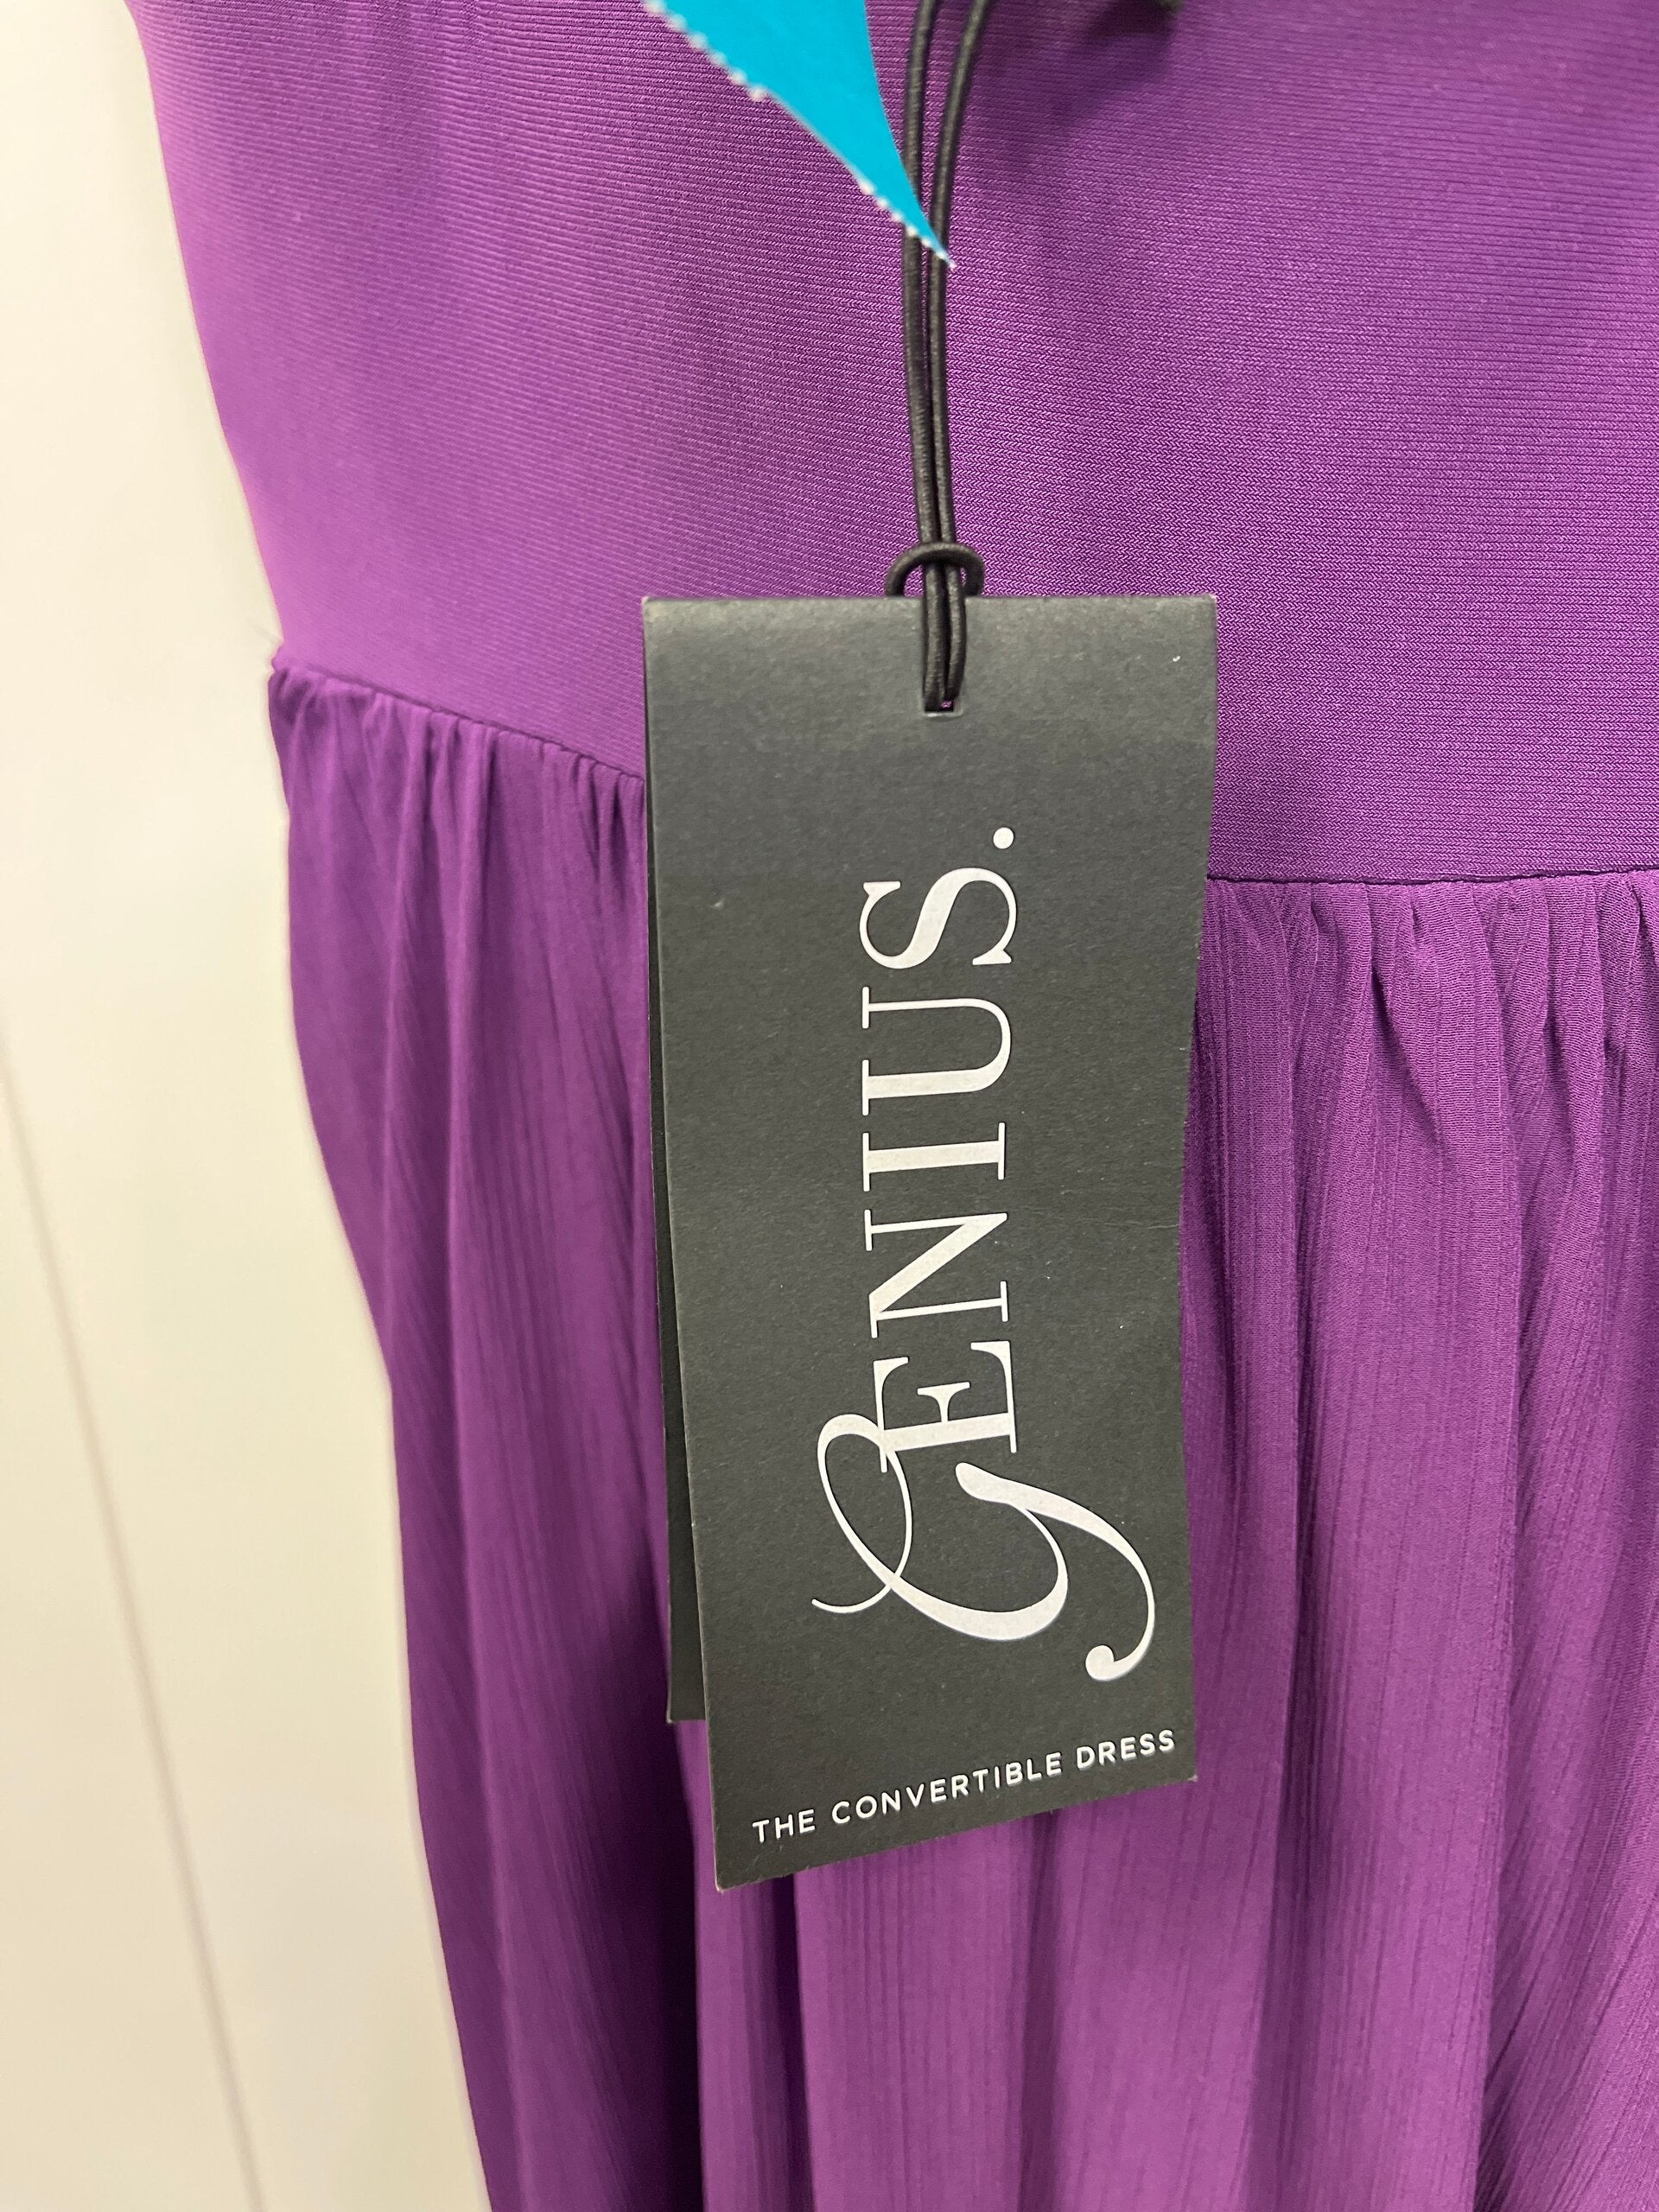 GENIUS.
THE CONVERTIBLE DRESS